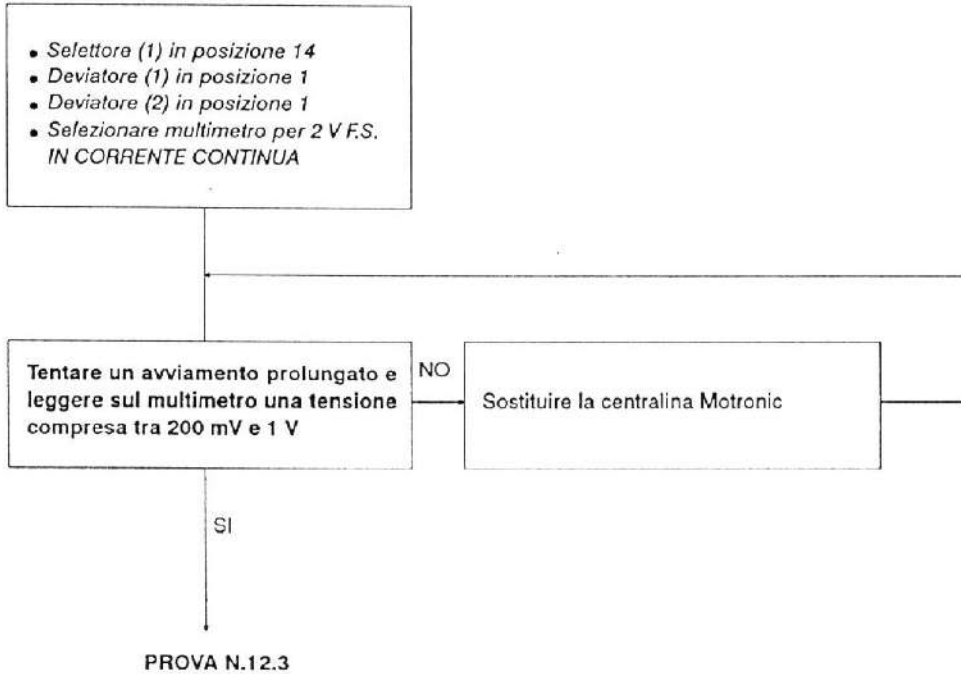 • Selettore (1) in posizione 14
• Deviatore (1) in posizione 1
• Deviatore (2) in posizione 1
• Selezionare multimetro per 2 V F.S.
IN CORRENTE CONTINUA
Tentare un avviamento prolungato e
leggere sul multimetro una tensione
compresa tra 200 mV e 1 V
NO
Sostituire la centralina Motronic
SI
PROVA N.12.3